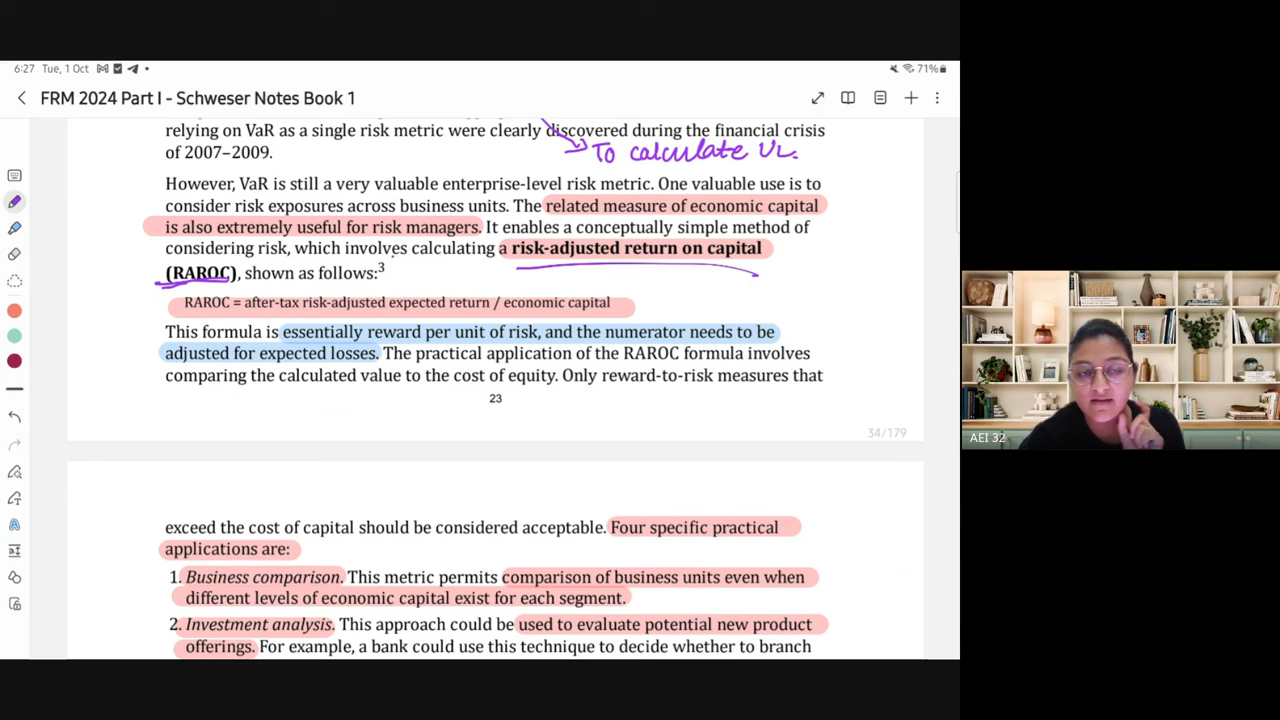 6:27 Tue, 1 Oct
71%
FRM 2024 Part I - Schweser Notes Book 1
relying on VaR as a single risk metric were clearly discovered during the financial crisis
of 2007–2009.
To calculate UL.
However, VaR is still a very valuable enterprise-level risk metric. One valuable use is to
consider risk exposures across business units. The related measure of economic capital
is also extremely useful for risk managers. It enables a conceptually simple method of
considering risk, which involves calculating a risk-adjusted return on capital
(RAROC), shown as follows:3
RAROC = after-tax risk-adjusted expected return / economic capital
This formula is essentially reward per unit of risk, and the numerator needs to be
adjusted for expected losses. The practical application of the RAROC formula involves
comparing the calculated value to the cost of equity. Only reward-to-risk measures that
23
34/179
exceed the cost of capital should be considered acceptable. Four specific practical
applications are:
1. Business comparison. This metric permits comparison of business units even when
different levels of economic capital exist for each segment.
2. Investment analysis. This approach could be used to evaluate potential new product
offerings. For example, a bank could use this technique to decide whether to branch
AEI 32